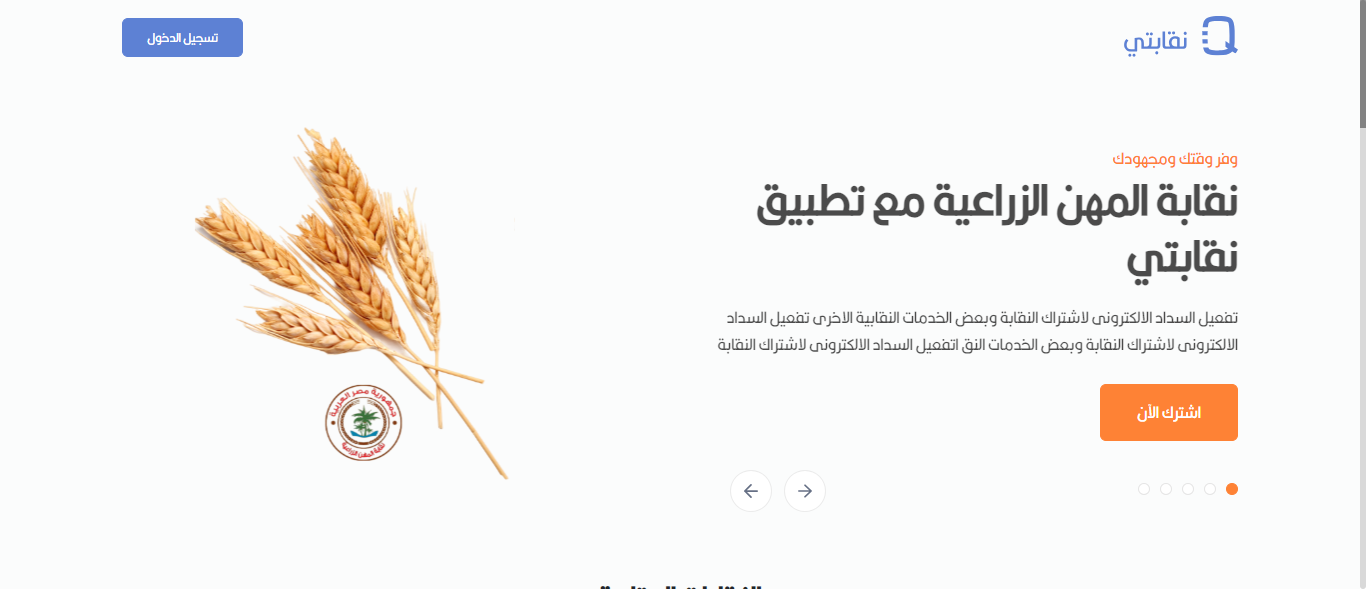 نقابتي
تسجيل الدخول
وفر وقتك ومجهودك
نقابة المهن الزراعية مع تطبيق
نقابتي
تفعيل السداد الالكترونى لاشتراك النقابة وبعض الخدمات النقابية الاخرى تفعيل السداد
الالكترونى لاشتراك النقابة وبعض الخدمات النق اتفعيل السداد الالكترونى لاشتراك النقابة
اشترك الآن
جمهورية مصر العربية
نقابة المهن الزراعية